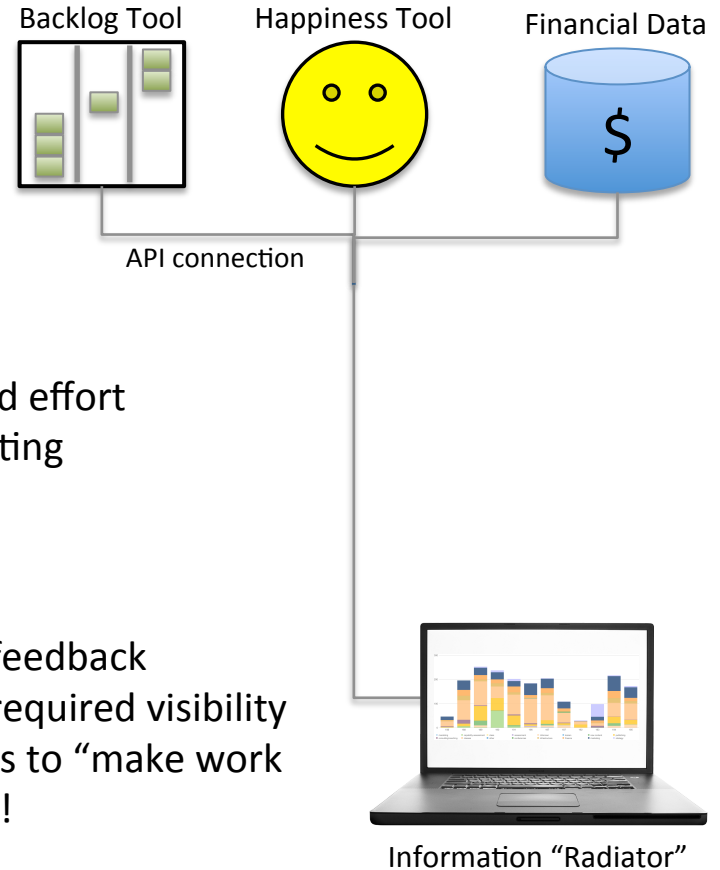 Backlog Tool
Happiness Tool
Financial Data
$
API connection
d effort
ting
feedback
required visibility
s to “make work
!
Information “Radiator”